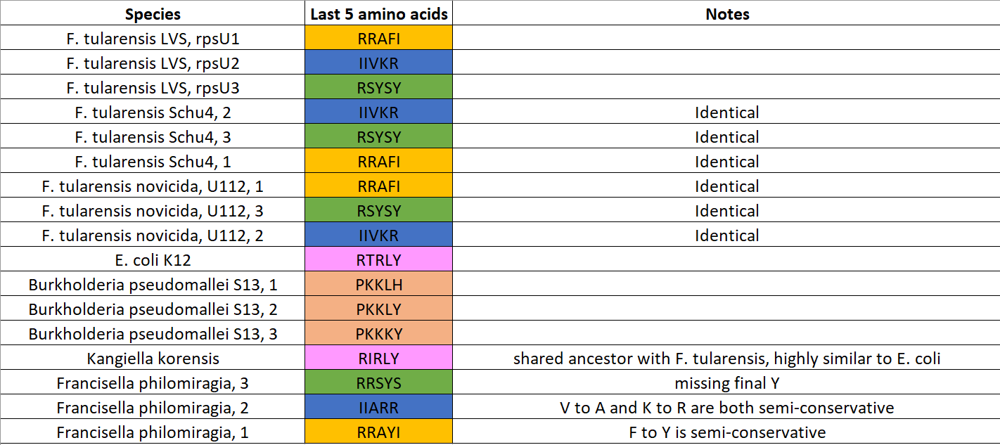 Species Last 5 amino acids Notes
F. tularensis LVS, rpsU1 RRAFI
F. tularensis LVS, rpsU2 IIVKR
F. tularensis LVS, rpsU3 RSYSY
F. tularensis Schu4, 2 IIVKR Identical
F. tularensis Schu4, 3 RSYSY Identical
F. tularensis Schu4, 1 RRAFI Identical
F. tularensis novicida, U112, 1 RRAFI Identical
F. tularensis novicida, U112, 3 RSYSY Identical
F. tularensis novicida, U112, 2 IIVKR Identical
E. coli K12 RTRLY
Burkholderia pseudomallei S13, 1 PKKLH
Burkholderia pseudomallei S13, 2 PKKLY
Burkholderia pseudomallei S13, 3 PKKKY
Kangiella korensis RIRLY shared ancestor with F. tularensis, highly similar to E. coli
Francisella philomiragia, 3 RRSYS missing final Y
Francisella philomiragia, 2 IIARR V to A and K to R are both semi-conservative
Francisella philomiragia, 1 RRAYI F to Y is semi-conservative